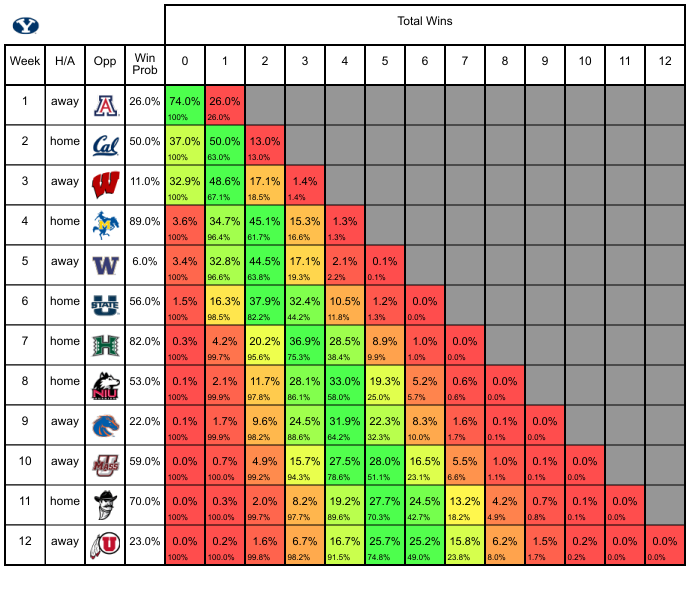 Y
Total Wins
Week H/A Opp Win Prob 0 1 2 3 4 5 6 7 8 9 10 11 12
1 away A 26.0% 74.0% 26.0%
100% 26.0%
2 home Cal 50.0% 37.0% 50.0% 13.0%
100% 63.0% 13.0%
3 away W 11.0% 32.9% 48.6% 17.1% 1.4%
100% 67.1% 18.5% 1.4%
4 home M 89.0% 3.6% 34.7% 45.1% 15.3% 1.3%
100% 96.4% 61.7% 16.6% 1.3%
5 away W 6.0% 3.4% 32.8% 44.5% 17.1% 2.1% 0.1%
100% 96.6% 63.8% 19.3% 2.2% 0.1%
6 home U STATE 56.0% 1.5% 16.3% 37.9% 32.4% 10.5% 1.2% 0.0%
100% 98.5% 82.2% 44.2% 11.8% 1.3% 0.0%
7 home H 82.0% 0.3% 4.2% 20.2% 36.9% 28.5% 8.9% 1.0% 0.0%
100% 99.7% 95.6% 75.3% 38.4% 9.9% 1.0% 0.0%
8 home NIU 53.0% 0.1% 2.1% 11.7% 28.1% 33.0% 19.3% 5.2% 0.6% 0.0%
100% 99.9% 97.8% 86.1% 58.0% 25.0% 5.7% 0.6% 0.0%
9 away 22.0% 0.1% 1.7% 9.6% 24.5% 31.9% 22.3% 8.3% 1.6% 0.1% 0.0%
100% 99.9% 98.2% 88.6% 64.2% 32.3% 10.0% 1.7% 0.1% 0.0%
10 away UMass 59.0% 0.0% 0.7% 4.9% 15.7% 27.5% 28.0% 16.5% 5.5% 1.0% 0.1% 0.0%
100% 100.0% 99.2% 94.3% 78.6% 51.1% 23.1% 6.6% 1.1% 0.1% 0.0%
11 home 70.0% 0.0% 0.3% 2.0% 8.2% 19.2% 27.7% 24.5% 13.2% 4.2% 0.7% 0.1% 0.0%
100% 100.0% 99.7% 97.7% 89.6% 70.3% 42.7% 18.2% 4.9% 0.8% 0.1% 0.0%
12 away U 23.0% 0.0% 0.2% 1.6% 6.7% 16.7% 25.7% 25.2% 15.8% 6.2% 1.5% 0.2% 0.0% 0.0%
100% 100.0% 99.8% 98.2% 91.5% 74.8% 49.0% 23.8% 8.0% 1.7% 0.2% 0.0% 0.0%